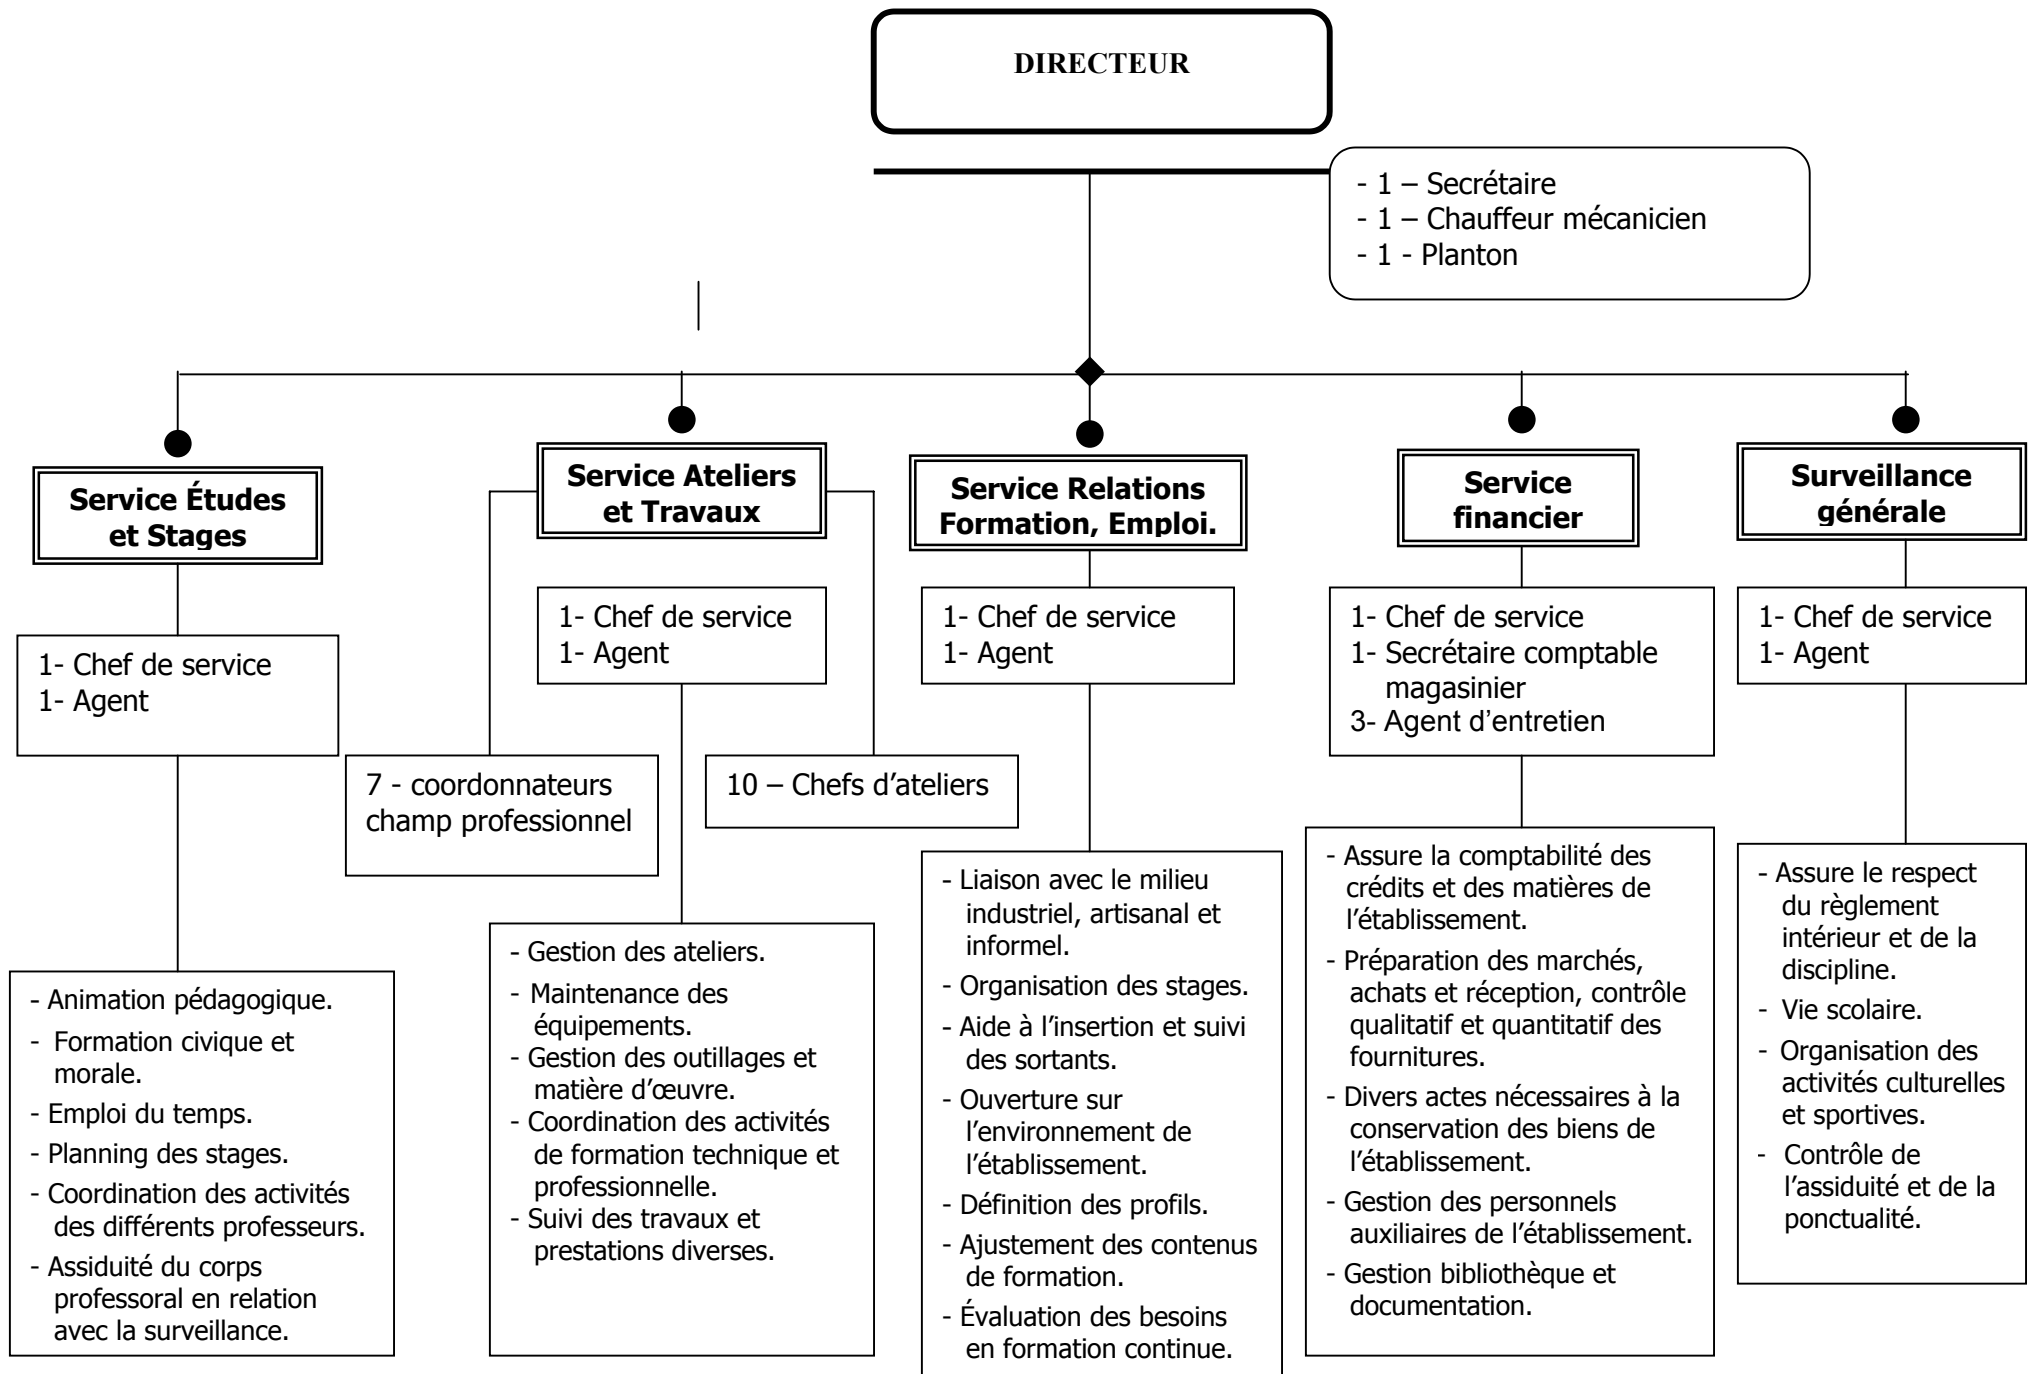 DIRECTEUR
- 1 – Secrétaire
- 1 – Chauffeur mécanicien
- 1 - Planton
Service Études
et Stages
1- Chef de service
1- Agent
- Animation pédagogique.
- Formation civique et
morale.
- Emploi du temps.
- Planning des stages.
- Coordination des activités
des différents professeurs.
- Assiduité du corps
professoral en relation
avec la surveillance.
Service Ateliers
et Travaux
1- Chef de service
1- Agent
7 - coordonnateurs
champ professionnel
10 – Chefs d’ateliers
- Gestion des ateliers.
- Maintenance des
équipements.
- Gestion des outillages et
matière d’œuvre.
- Coordination des activités
de formation technique et
professionnelle.
- Suivi des travaux et
prestations diverses.
Service Relations
Formation, Emploi.
1- Chef de service
1- Agent
- Liaison avec le milieu
industriel, artisanal et
informel.
- Organisation des stages.
- Aide à l’insertion et suivi
des sortants.
- Ouverture sur
l’environnement de
l’établissement.
- Définition des profils.
- Ajustement des contenus
de formation.
- Évaluation des besoins
en formation continue.
Service
financier
1- Chef de service
1- Secrétaire comptable
magasinier
3- Agent d’entretien
- Assure la comptabilité des
crédits et des matières de
l’établissement.
- Préparation des marchés,
achats et réception, contrôle
qualitatif et quantitatif des
fournitures.
- Divers actes nécessaires à la
conservation des biens de
l’établissement.
- Gestion des personnels
auxiliaires de l’établissement.
- Gestion bibliothèque et
documentation.
Surveillance
générale
1- Chef de service
1- Agent
- Assure le respect
du règlement
intérieur et de la
discipline.
- Vie scolaire.
- Organisation des
activités culturelles
et sportives.
- Contrôle de
l’assiduité et de la
ponctualité.